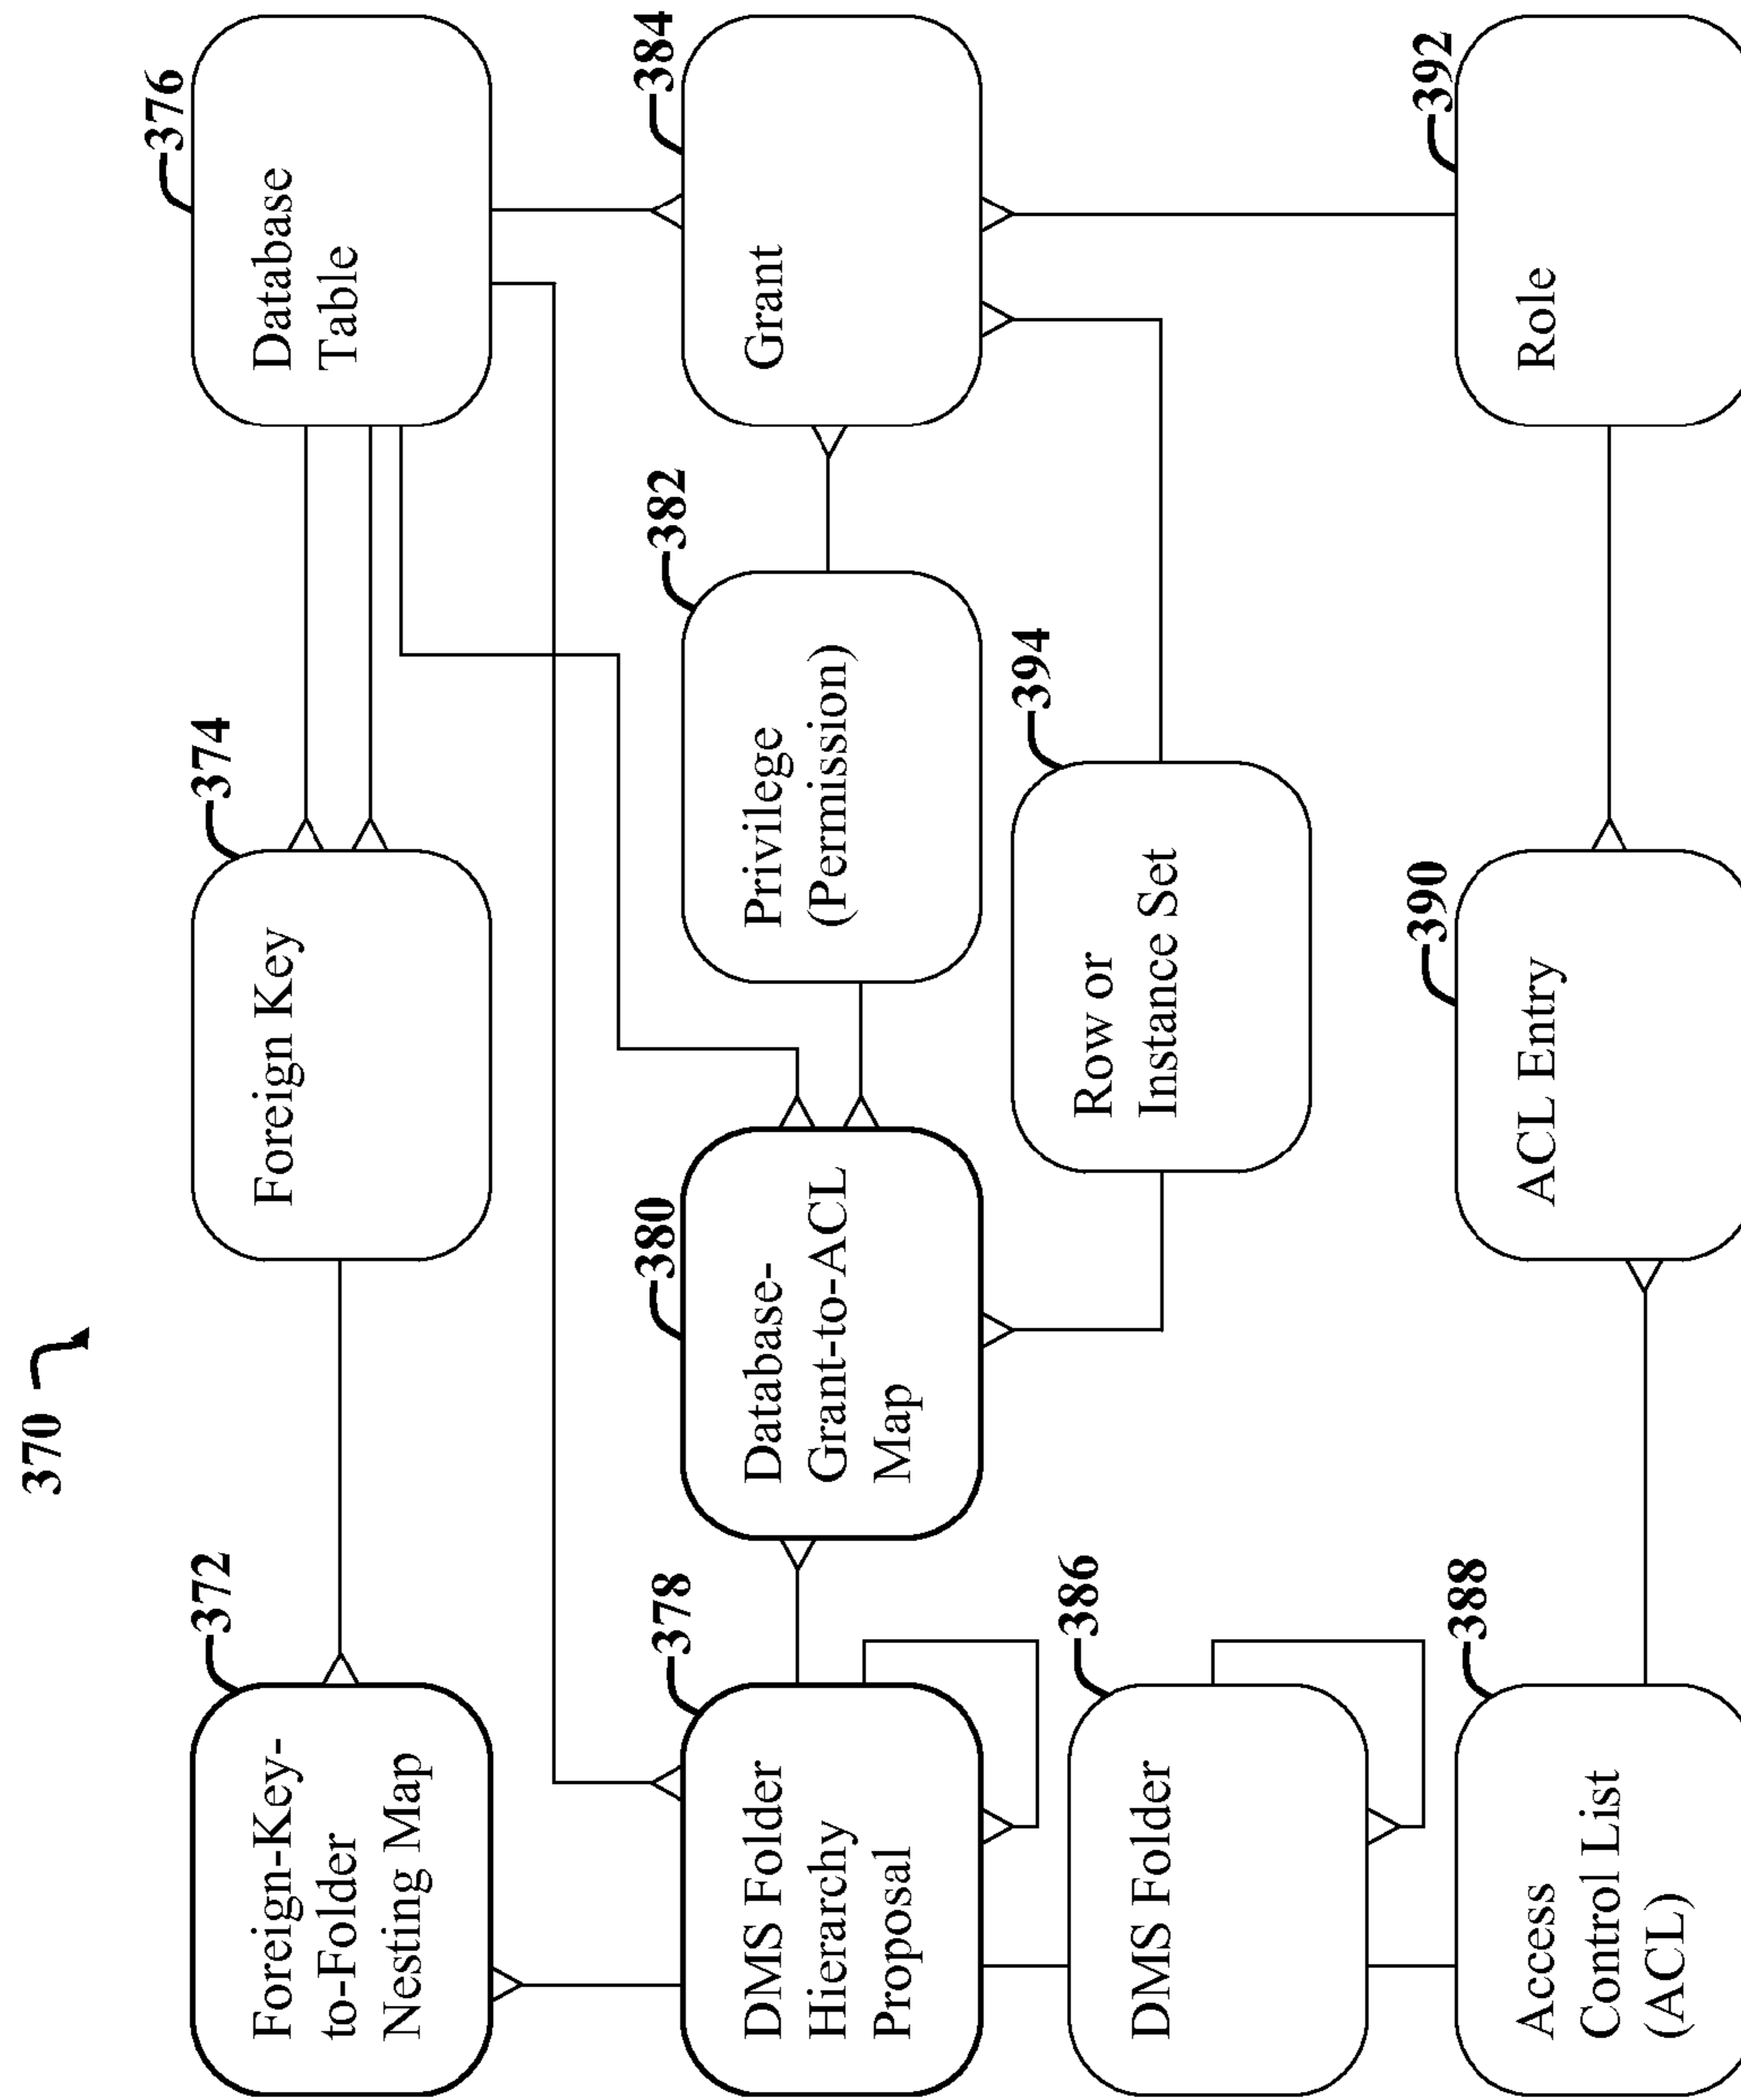 370
372
Foreign-Key-
to-Folder
Nesting Map
374
Foreign Key
376
Database
Table
378
DMS Folder
Hierarchy
Proposal
380
Database-
Grant-to-ACL
Map
382
Privilege
(Permission)
384
Grant
386
DMS Folder
394
Row or
Instance Set
388
Access
Control List
(ACL)
390
ACL Entry
392
Role